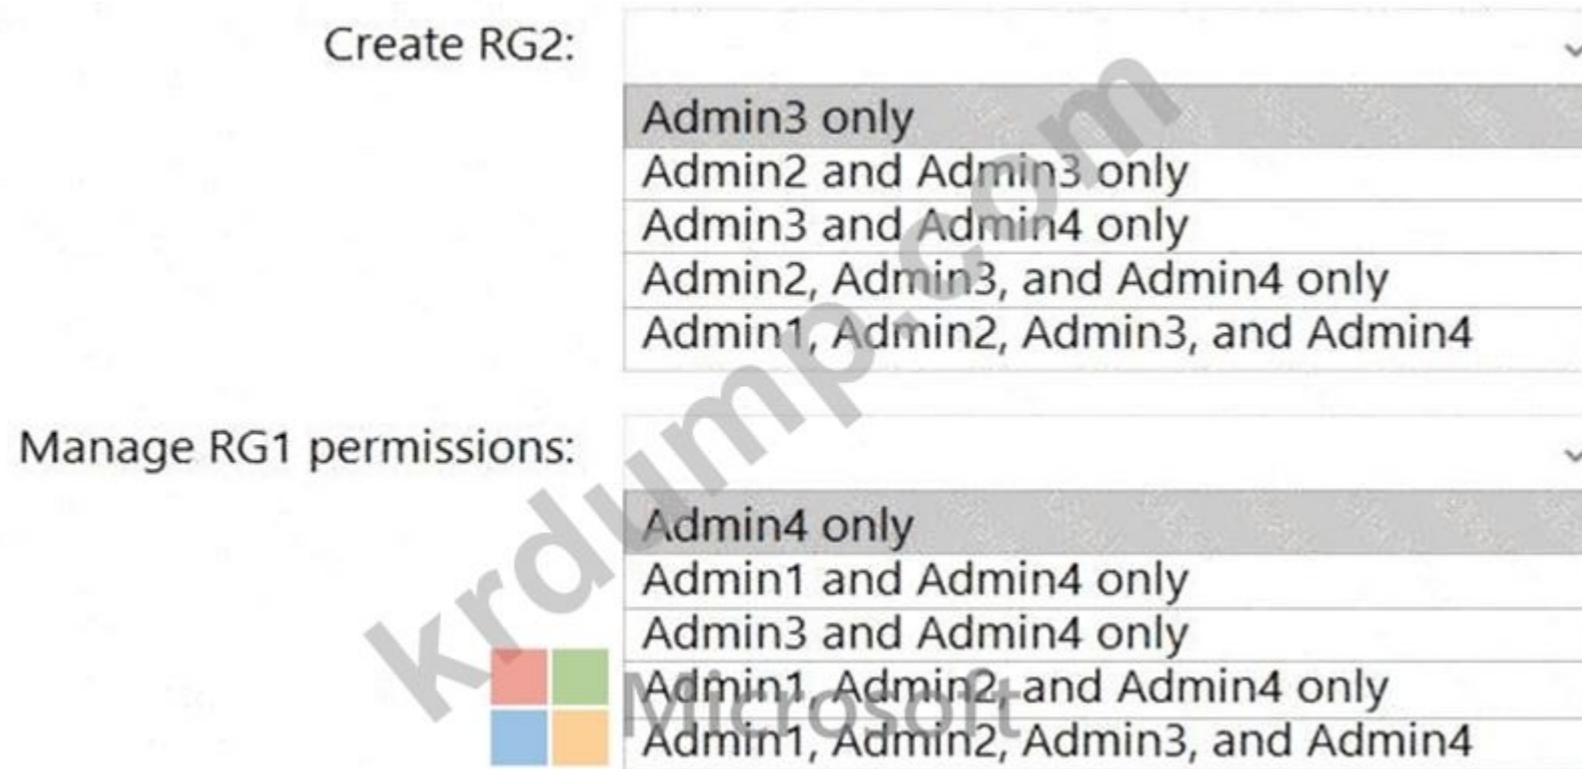 Create RG2:
Admin3 only
Admin2 and Admin3 only
Admin3 and Admin4 only
Admin2, Admin3, and Admin4 only
Admin1, Admin2, Admin3, and Admin4
Manage RG1 permissions:
Admin4 only
Admin1 and Admin4 only
Admin3 and Admin4 only
Admin1, Admin2, and Admin4 only
Admin1, Admin2, Admin3, and Admin4
krdump.com
Microsoft